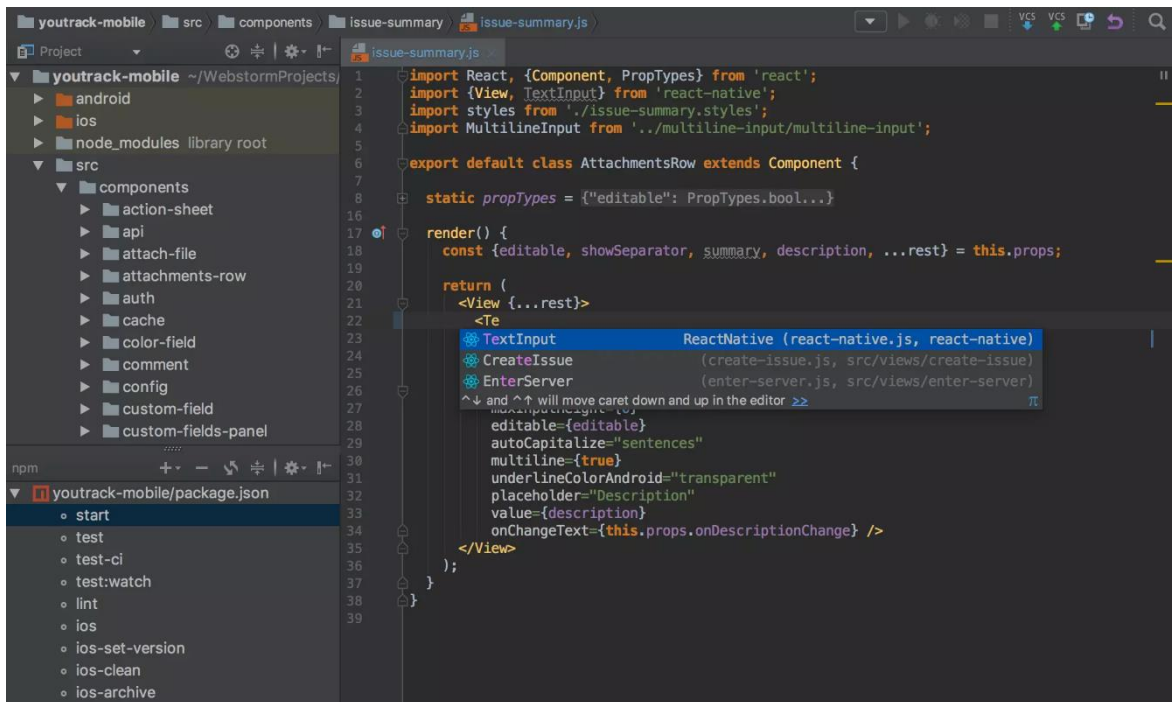 youtrack-mobile src components issue-summary issue-summary.js
VCS VCS
Project
issue-summary.js
youtrack-mobile ~/WebstormProjects/
android
ios
node_modules library root
src
components
action-sheet
api
attach-file
attachments-row
auth
cache
color-field
comment
config
custom-field
custom-fields-panel
npm
youtrack-mobile/package.json
start
test
test-ci
test:watch
lint
ios
ios-set-version
ios-clean
ios-archive
1 import React, {Component, PropTypes} from 'react';
2 import {View, TextInput} from 'react-native';
3 import styles from './issue-summary.styles';
4 import MultilineInput from '../multiline-input/multiline-input';
5
6 export default class AttachmentsRow extends Component {
7
8 static propTypes = {"editable": PropTypes.bool...}
16
17 render() {
18 const {editable, showSeparator, summary, description, ...rest} = this.props;
19
20 return (
21 <View {...rest}>
22 <Te
23 TextInput ReactNative (react-native.js, react-native)
24 CreateIssue (create-issue.js, src/views/create-issue)
25 EnterServer (enter-server.js, src/views/enter-server)
26 ^↓ and ^↑ will move caret down and up in the editor >> π
27
28 editable={editable}
29 autoCapitalize="sentences"
30 multiline={true}
31 underlineColorAndroid="transparent"
32 placeholder="Description"
33 value={description}
34 onChangeText={this.props.onDescriptionChange} />
35 </View>
36 );
37 }
38 }
39